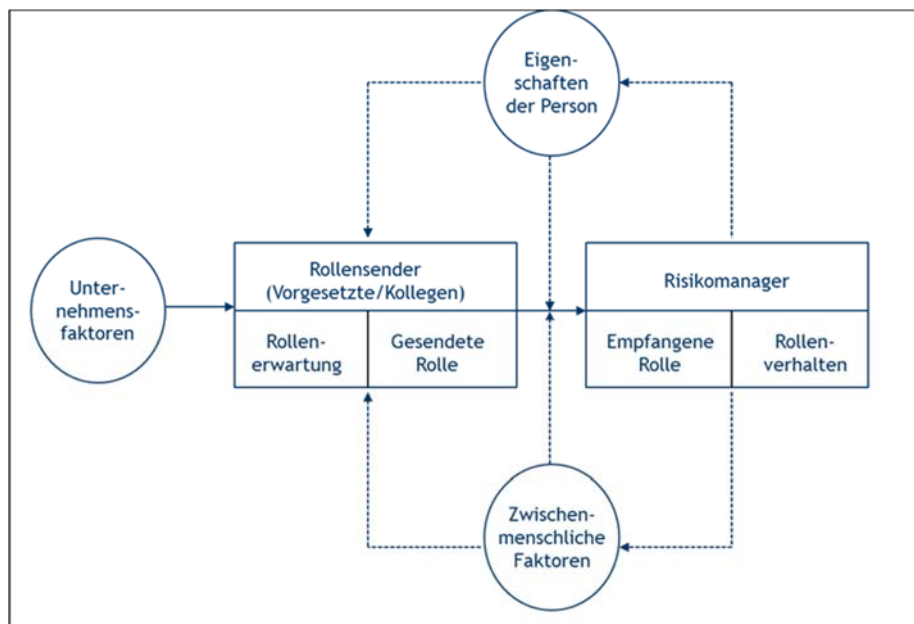 Eigen-
schaften
der Person
Unter-
nehmens-
faktoren
Rollensender
(Vorgesetzte/Kollegen)
Rollen-
erwartung
Gesendete
Rolle
Risikomanager
Empfangene
Rolle
Rollen-
verhalten
Zwischen-
menschliche
Faktoren